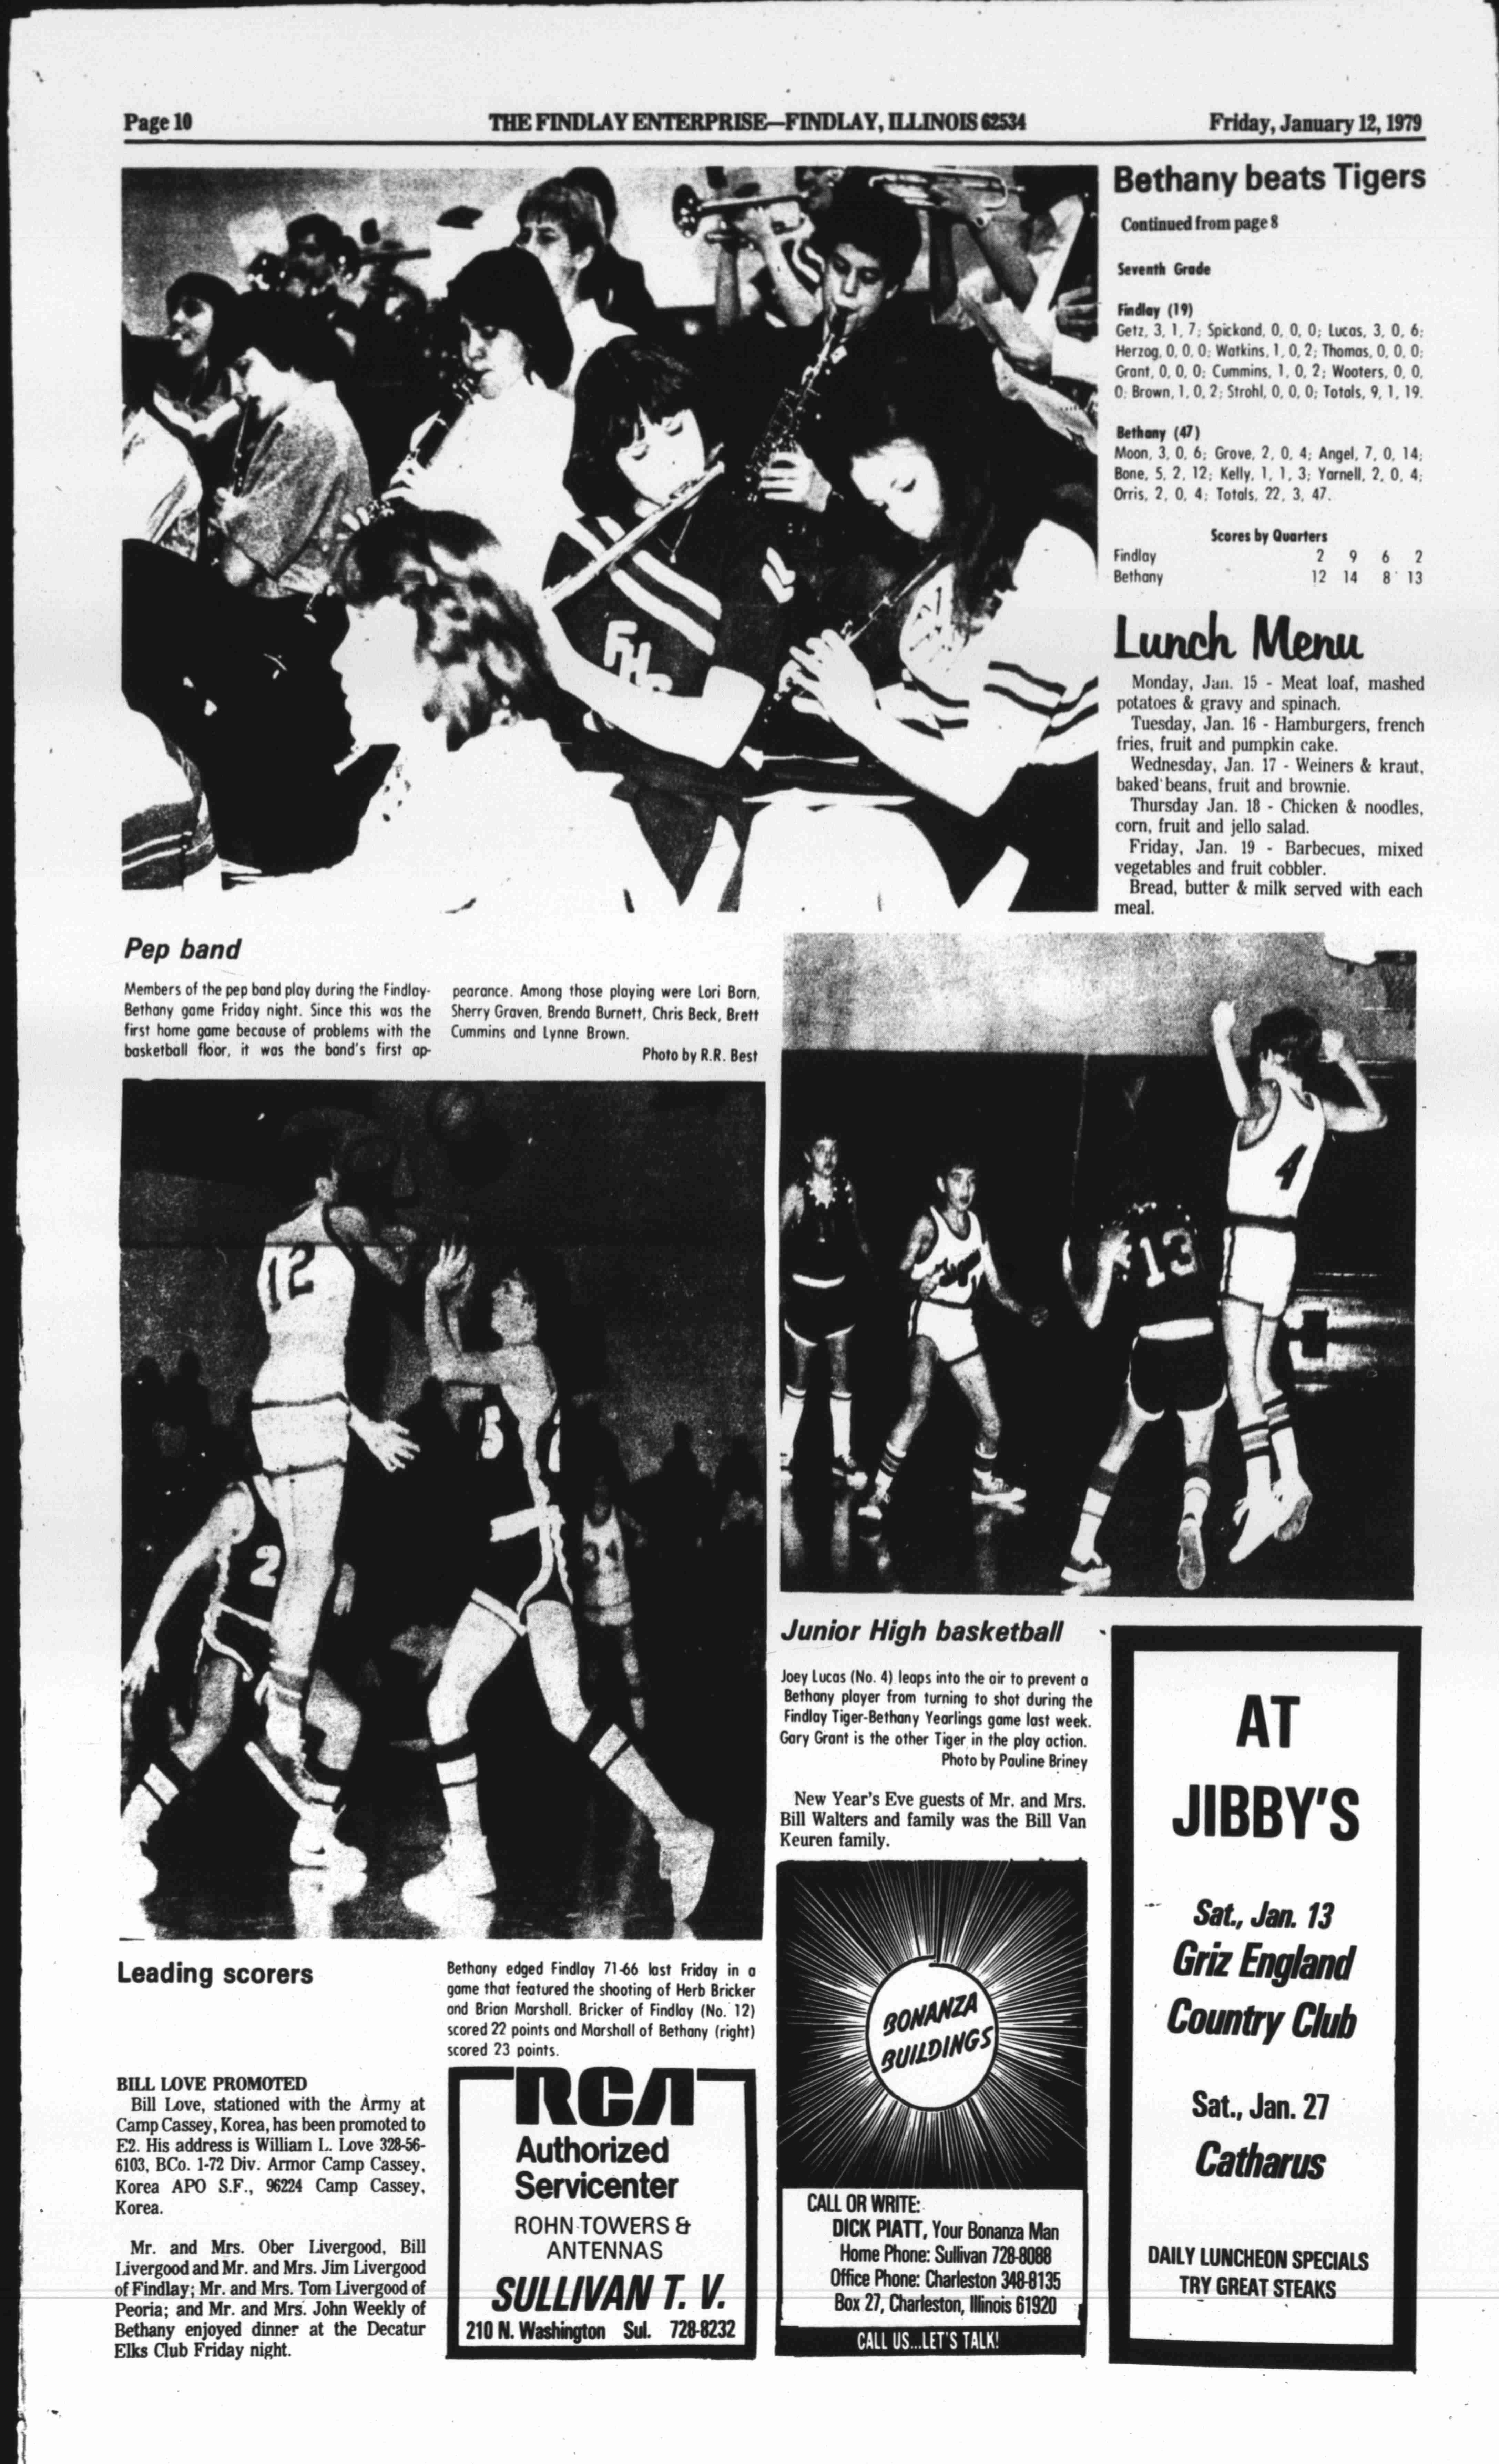 Page 10
THE FINDLAY ENTERPRISE—FINDLAY, ILLINOIS 62534
Friday, January 12, 1979
Bethany beats Tigers
Continued from page 8
Seventh Grade
Findlay (19)
Getz, 3, 1, 7; Spickand, 0, 0, 0; Lucas, 3, 0, 6;
Herzog, 0, 0, 0; Watkins, 1, 0, 2; Thomas, 0, 0, 0;
Grant, 0, 0, 0; Cummins, 1, 0, 2; Wooters, 0, 0,
0; Brown, 1, 0, 2; Strohl, 0, 0, 0; Totals, 9, 1, 19.
Bethany (47)
Moon, 3, 0, 6; Grove, 2, 0, 4; Angel, 7, 0, 14;
Bone, 5, 2, 12; Kelly, 1, 1, 3; Yarnell, 2, 0, 4;
Orris, 2, 0, 4; Totals, 22, 3, 47.
Scores by Quarters
Findlay 2 9 6 2
Bethany 12 14 8 13
Lunch Menu
Monday, Jan. 15 - Meat loaf, mashed
potatoes & gravy and spinach.
Tuesday, Jan. 16 - Hamburgers, french
fries, fruit and pumpkin cake.
Wednesday, Jan. 17 - Weiners & kraut,
baked beans, fruit and brownie.
Thursday Jan. 18 - Chicken & noodles,
corn, fruit and jello salad.
Friday, Jan. 19 - Barbecues, mixed
vegetables and fruit cobbler.
Bread, butter & milk served with each
meal.
FHS
Pep band
Members of the pep band play during the Findlay-
Bethany game Friday night. Since this was the
first home game because of problems with the
basketball floor, it was the band's first ap-
pearance. Among those playing were Lori Born,
Sherry Graven, Brenda Burnett, Chris Beck, Brett
Cummins and Lynne Brown.
Photo by R.R. Best
12
2
4
13
Junior High basketball
Joey Lucas (No. 4) leaps into the air to prevent a
Bethany player from turning to shot during the
Findlay Tiger-Bethany Yearlings game last week.
Gary Grant is the other Tiger in the play action.
Photo by Pauline Briney
New Year's Eve guests of Mr. and Mrs.
Bill Walters and family was the Bill Van
Keuren family.
Leading scorers
Bethany edged Findlay 71-66 last Friday in a
game that featured the shooting of Herb Bricker
and Brian Marshall. Bricker of Findlay (No. 12)
scored 22 points and Marshall of Bethany (right)
scored 23 points.
BILL LOVE PROMOTED
Bill Love, stationed with the Army at
Camp Cassey, Korea, has been promoted to
E2. His address is William L. Love 328-56-
6103, BCo. 1-72 Div. Armor Camp Cassey,
Korea APO S.F., 96224 Camp Cassey,
Korea.
Mr. and Mrs. Ober Livergood, Bill
Livergood and Mr. and Mrs. Jim Livergood
of Findlay; Mr. and Mrs. Tom Livergood of
Peoria; and Mr. and Mrs. John Weekly of
Bethany enjoyed dinner at the Decatur
Elks Club Friday night.
RCA
Authorized
Servicenter
ROHN TOWERS &
ANTENNAS
SULLIVAN T. V.
210 N. Washington Sul. 728-8232
BONANZA
BUILDINGS
CALL OR WRITE:
DICK PIATT, Your Bonanza Man
Home Phone: Sullivan 728-8088
Office Phone: Charleston 348-8135
Box 27, Charleston, Illinois 61920
CALL US...LET'S TALK!
AT
JIBBY'S
Sat., Jan. 13
Griz England
Country Club
Sat., Jan. 27
Catharus
DAILY LUNCHEON SPECIALS
TRY GREAT STEAKS